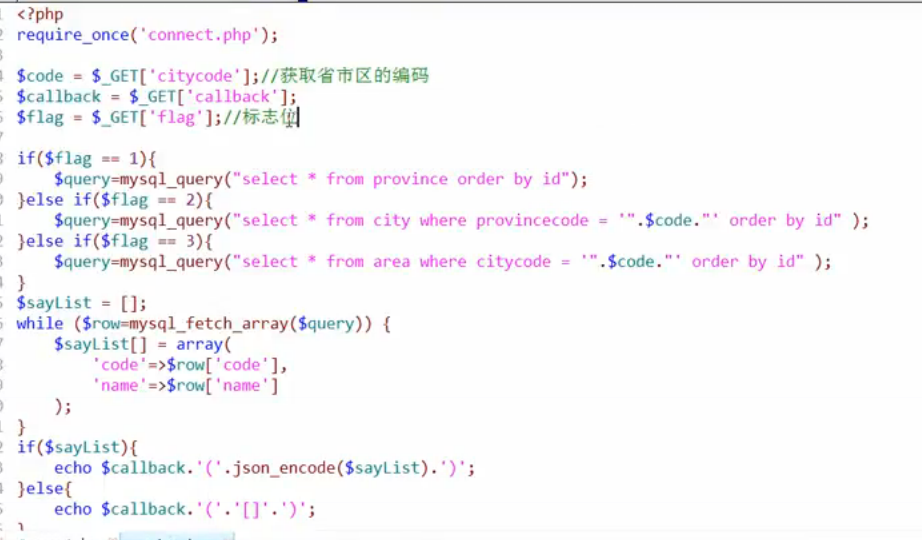 <?php
require_once('connect.php');
$code = $_GET['citycode'];//获取省市区的编码
$callback = $_GET['callback'];
$flag = $_GET['flag'];//标志位
if($flag == 1){
$query=mysql_query("select * from province order by id");
}else if($flag == 2){
$query=mysql_query("select * from city where provincecode = '".$code."' order by id" );
}else if($flag == 3){
$query=mysql_query("select * from area where citycode = '".$code."' order by id" );
}
$sayList = [];
while ($row=mysql_fetch_array($query)) {
$sayList[] = array(
'code'=>$row['code'],
'name'=>$row['name']
);
}
if($sayList){
echo $callback.'('.json_encode($sayList).')';
}else{
echo $callback.'('.'[]'.')';
}